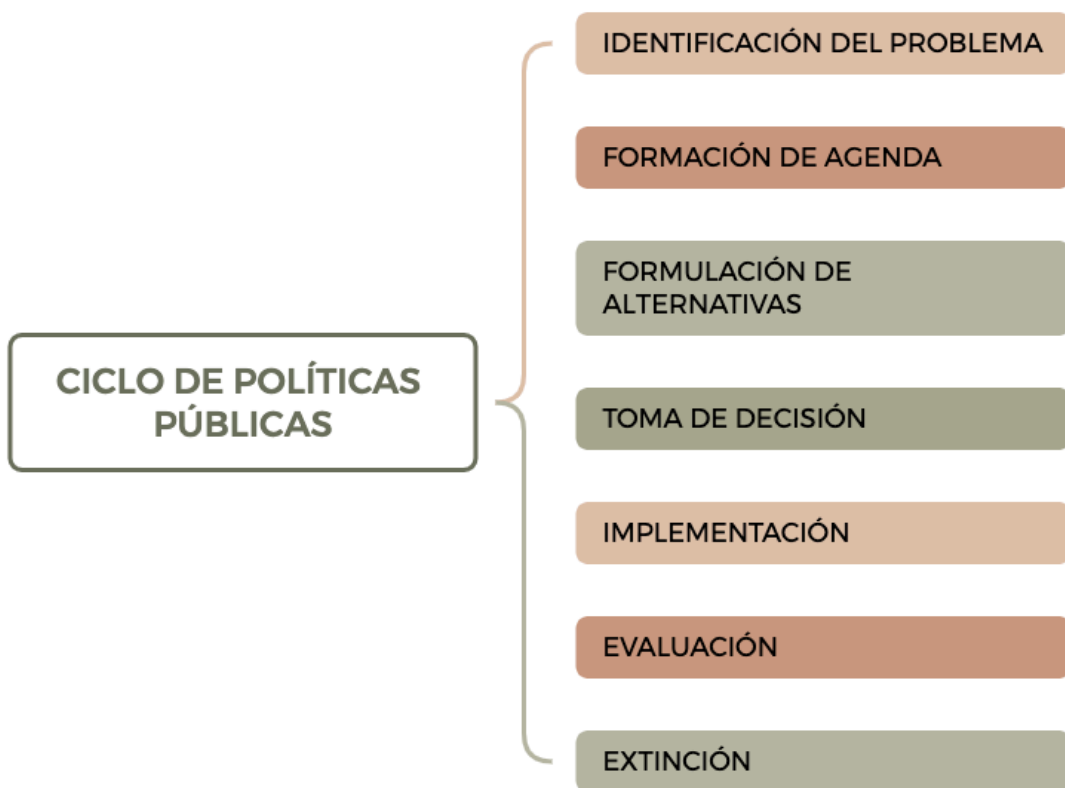 IDENTIFICACIÓN DEL PROBLEMA
FORMACIÓN DE AGENDA
FORMULACIÓN DE
ALTERNATIVAS
CICLO DE POLÍTICAS
PÚBLICAS
TOMA DE DECISIÓN
IMPLEMENTACIÓN
EVALUACIÓN
EXTINCIÓN